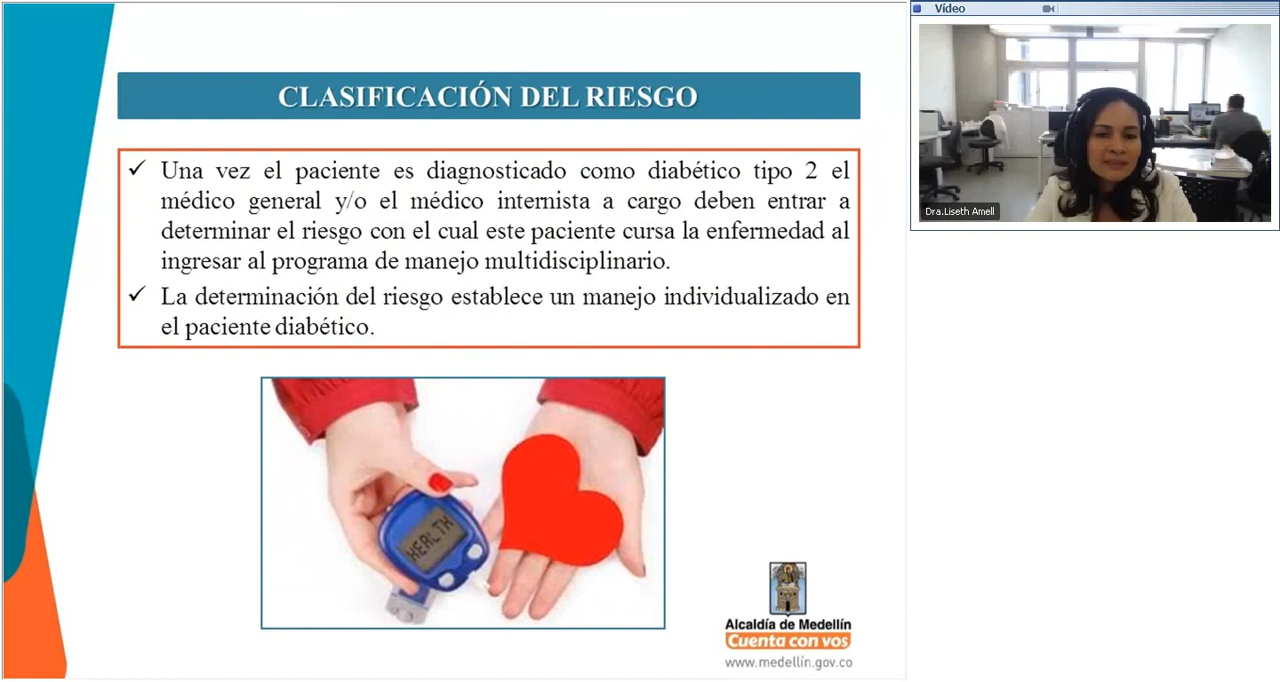 CLASIFICACIÓN DEL RIESGO
Una vez el paciente es diagnosticado como diabético tipo 2 el
médico general y/o el médico internista a cargo deben entrar a
determinar el riesgo con el cual este paciente cursa la enfermedad al
ingresar al programa de manejo multidisciplinario.
La determinación del riesgo establece un manejo individualizado en
el paciente diabético.
HEALTH
Alcaldía de Medellín
Cuenta con vos
www.medellín.gov.co
Vídeo
Dra.Liseth Amell